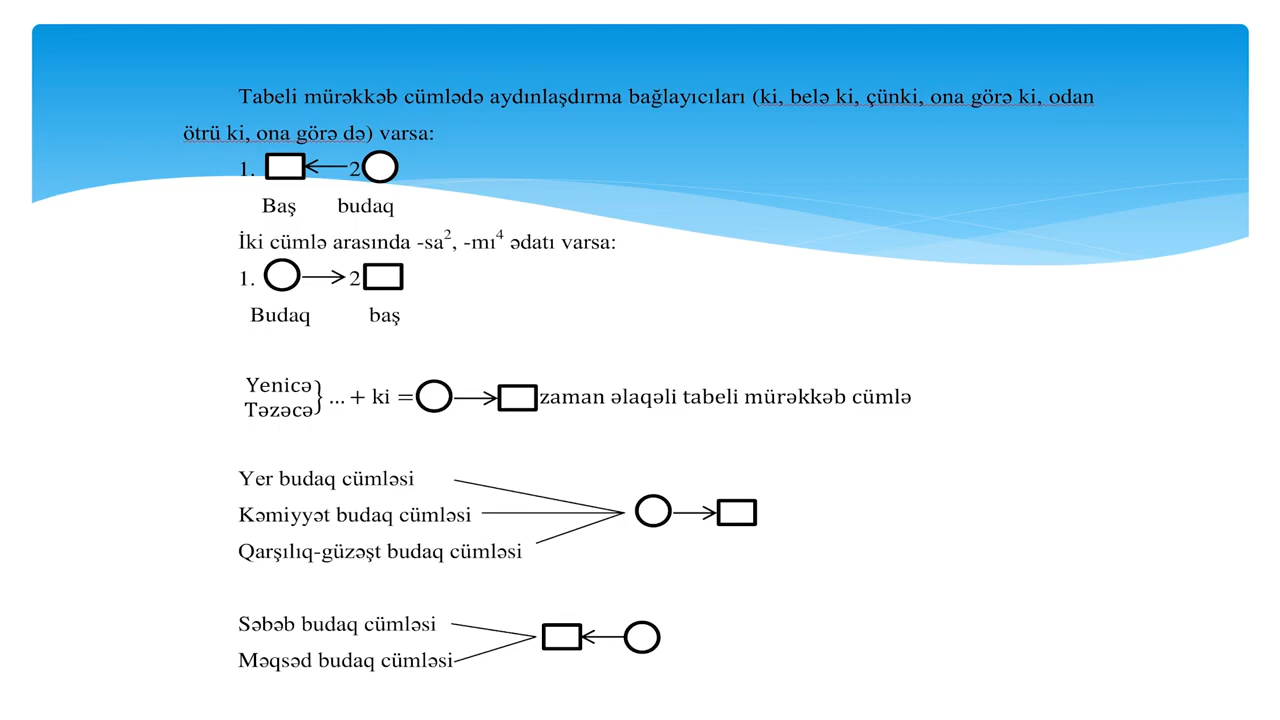 Tabeli mürəkkəb cümlədə aydınlaşdırma bağlayıcıları (ki, belə ki, çünki, ona görə ki, odan
ötrü ki, ona görə də) varsa:
1. 2
Baş budaq
İki cümlə arasında -sa², -mı⁴ ədatı varsa:
1. 2
Budaq baş
Yenicə
Təzəcə} ... + ki = zaman əlaqəli tabeli mürəkkəb cümlə
Yer budaq cümləsi
Kəmiyyət budaq cümləsi
Qarşılıq-güzəşt budaq cümləsi
Səbəb budaq cümləsi
Məqsəd budaq cümləsi